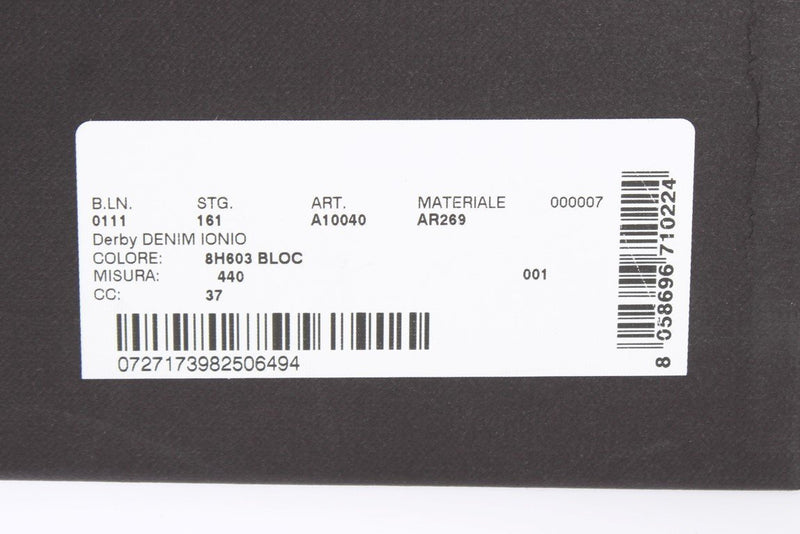 B.LN. STG. ART. MATERIALE 000007
0111 161 A10040 AR269
Derby DENIM IONIO
COLORE: 8H603 BLOC
MISURA: 440 001
CC: 37
0727173982506494
8 058696 710224